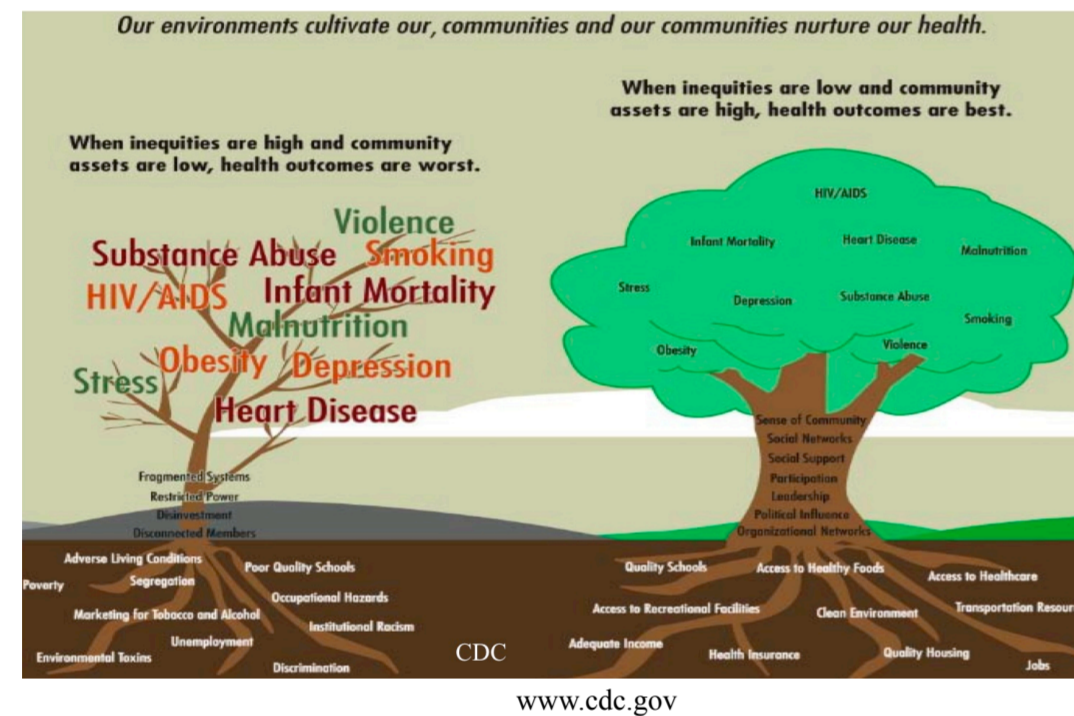 Our environments cultivate our, communities and our communities nurture our health.
When inequities are high and community
assets are low, health outcomes are worst.
Violence
Substance Abuse
Smoking
HIV/AIDS
Infant Mortality
Malnutrition
Obesity
Depression
Stress
Heart Disease
Fragmented Systems
Restricted Power
Disinvestment
Disconnected Members
Adverse Living Conditions
Poor Quality Schools
Poverty
Segregation
Occupational Hazards
Marketing for Tobacco and Alcohol
Institutional Racism
Unemployment
Environmental Toxins
Discrimination
When inequities are low and community
assets are high, health outcomes are best.
HIV/AIDS
Infant Mortality
Heart Disease
Malnutrition
Stress
Depression
Substance Abuse
Smoking
Obesity
Violence
Sense of Community
Social Networks
Social Support
Participation
Leadership
Political Influence
Organizational Networks
Quality Schools
Access to Healthy Foods
Access to Healthcare
Access to Recreational Facilities
Clean Environment
Transportation Resour
Adequate Income
Health Insurance
Quality Housing
Jobs
CDC
www.cdc.gov